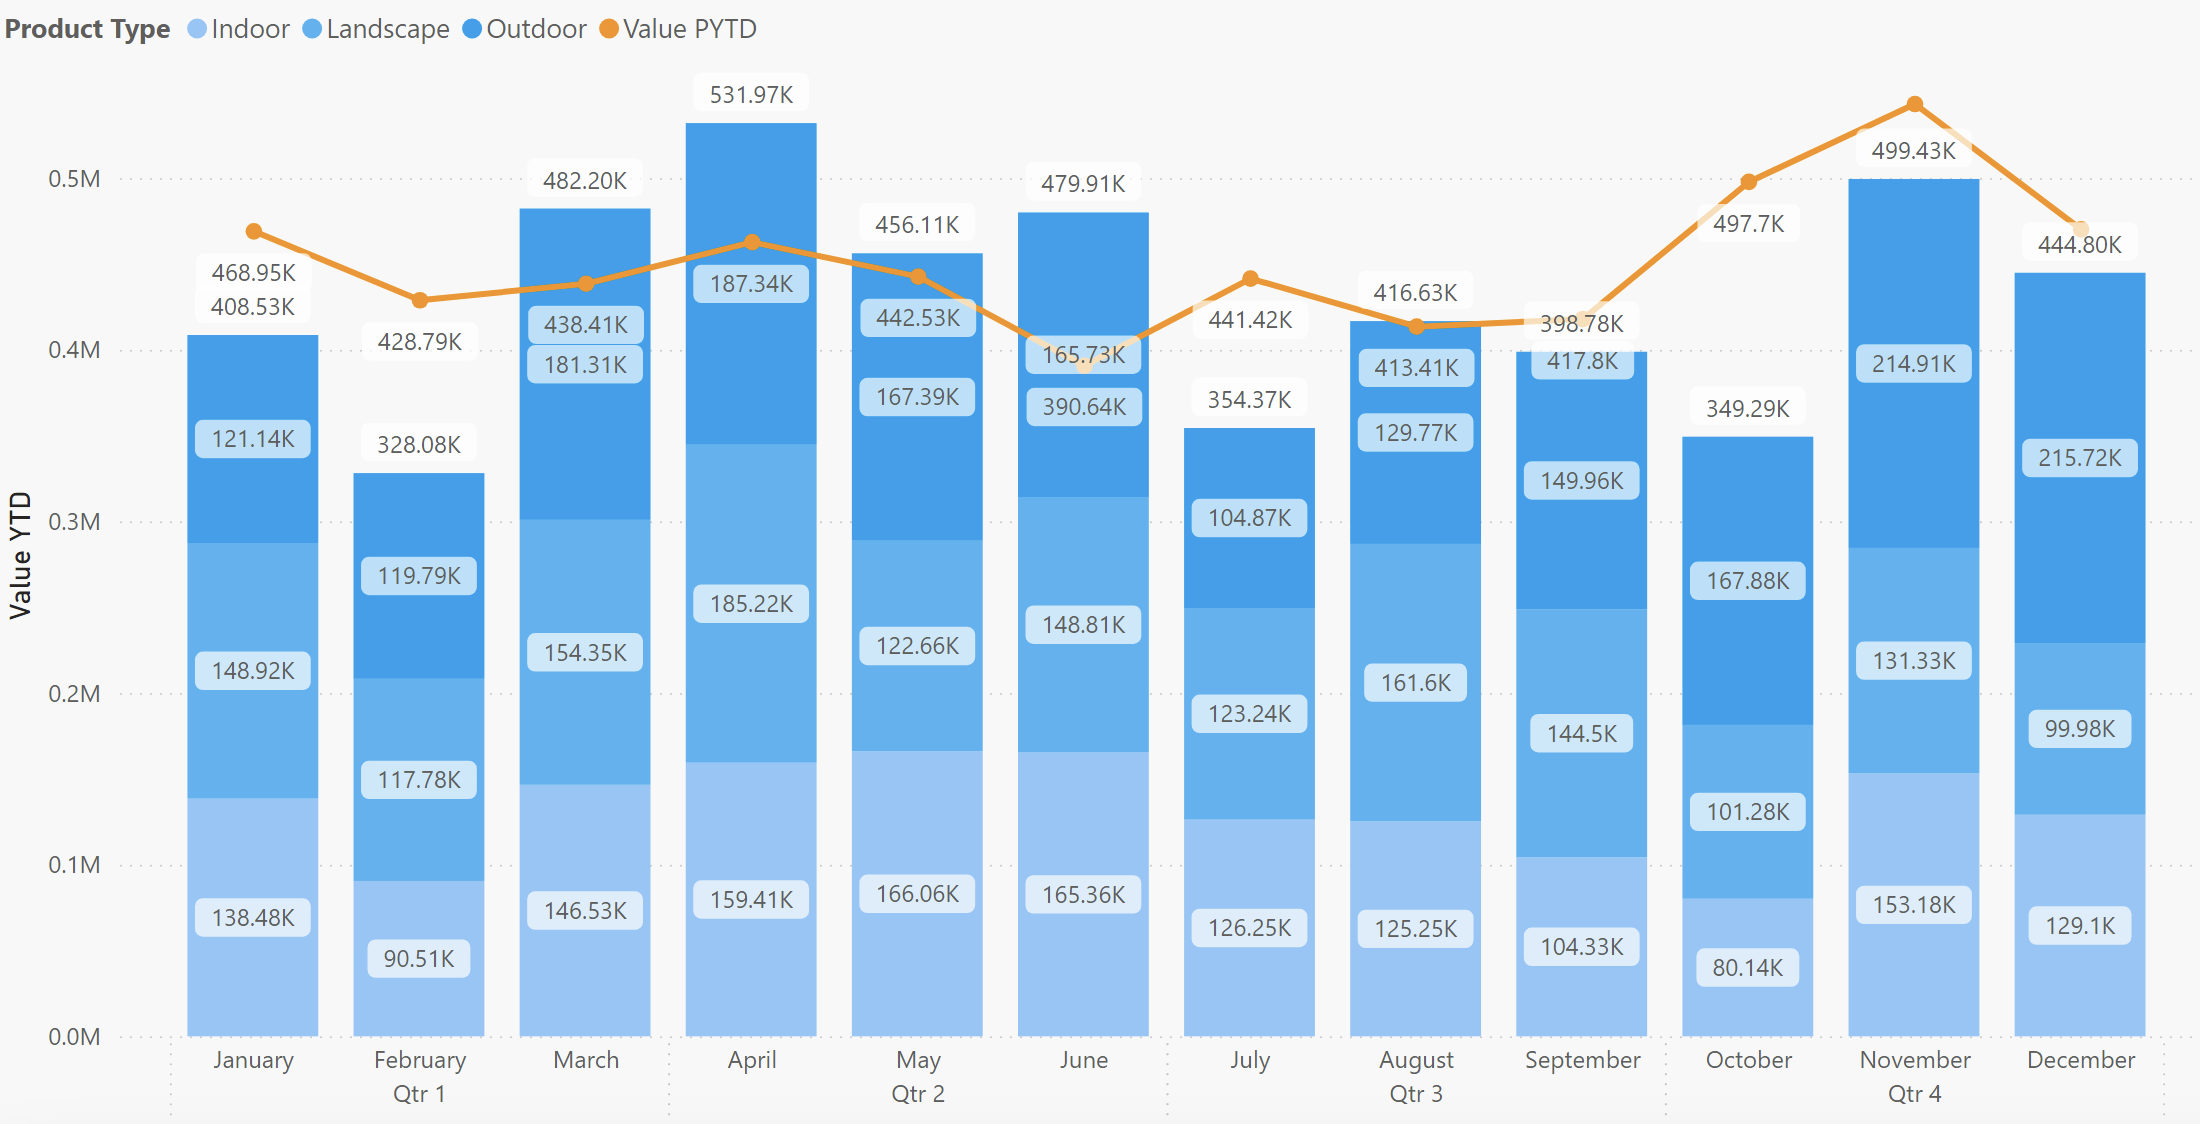 Product Type Indoor Landscape Outdoor Value PYTD
Value YTD
0.5M
0.4M
0.3M
0.2M
0.1M
0.0M
468.95K
408.53K
121.14K
148.92K
138.48K
428.79K
328.08K
119.79K
117.78K
90.51K
482.20K
438.41K
181.31K
154.35K
146.53K
531.97K
187.34K
185.22K
159.41K
456.11K
442.53K
167.39K
122.66K
166.06K
479.91K
165.73K
390.64K
148.81K
165.36K
441.42K
354.37K
104.87K
123.24K
126.25K
416.63K
413.41K
129.77K
161.6K
125.25K
398.78K
417.8K
149.96K
144.5K
104.33K
497.7K
349.29K
167.88K
101.28K
80.14K
499.43K
214.91K
131.33K
153.18K
444.80K
215.72K
99.98K
129.1K
January February March April May June July August September October November December
Qtr 1 Qtr 2 Qtr 3 Qtr 4